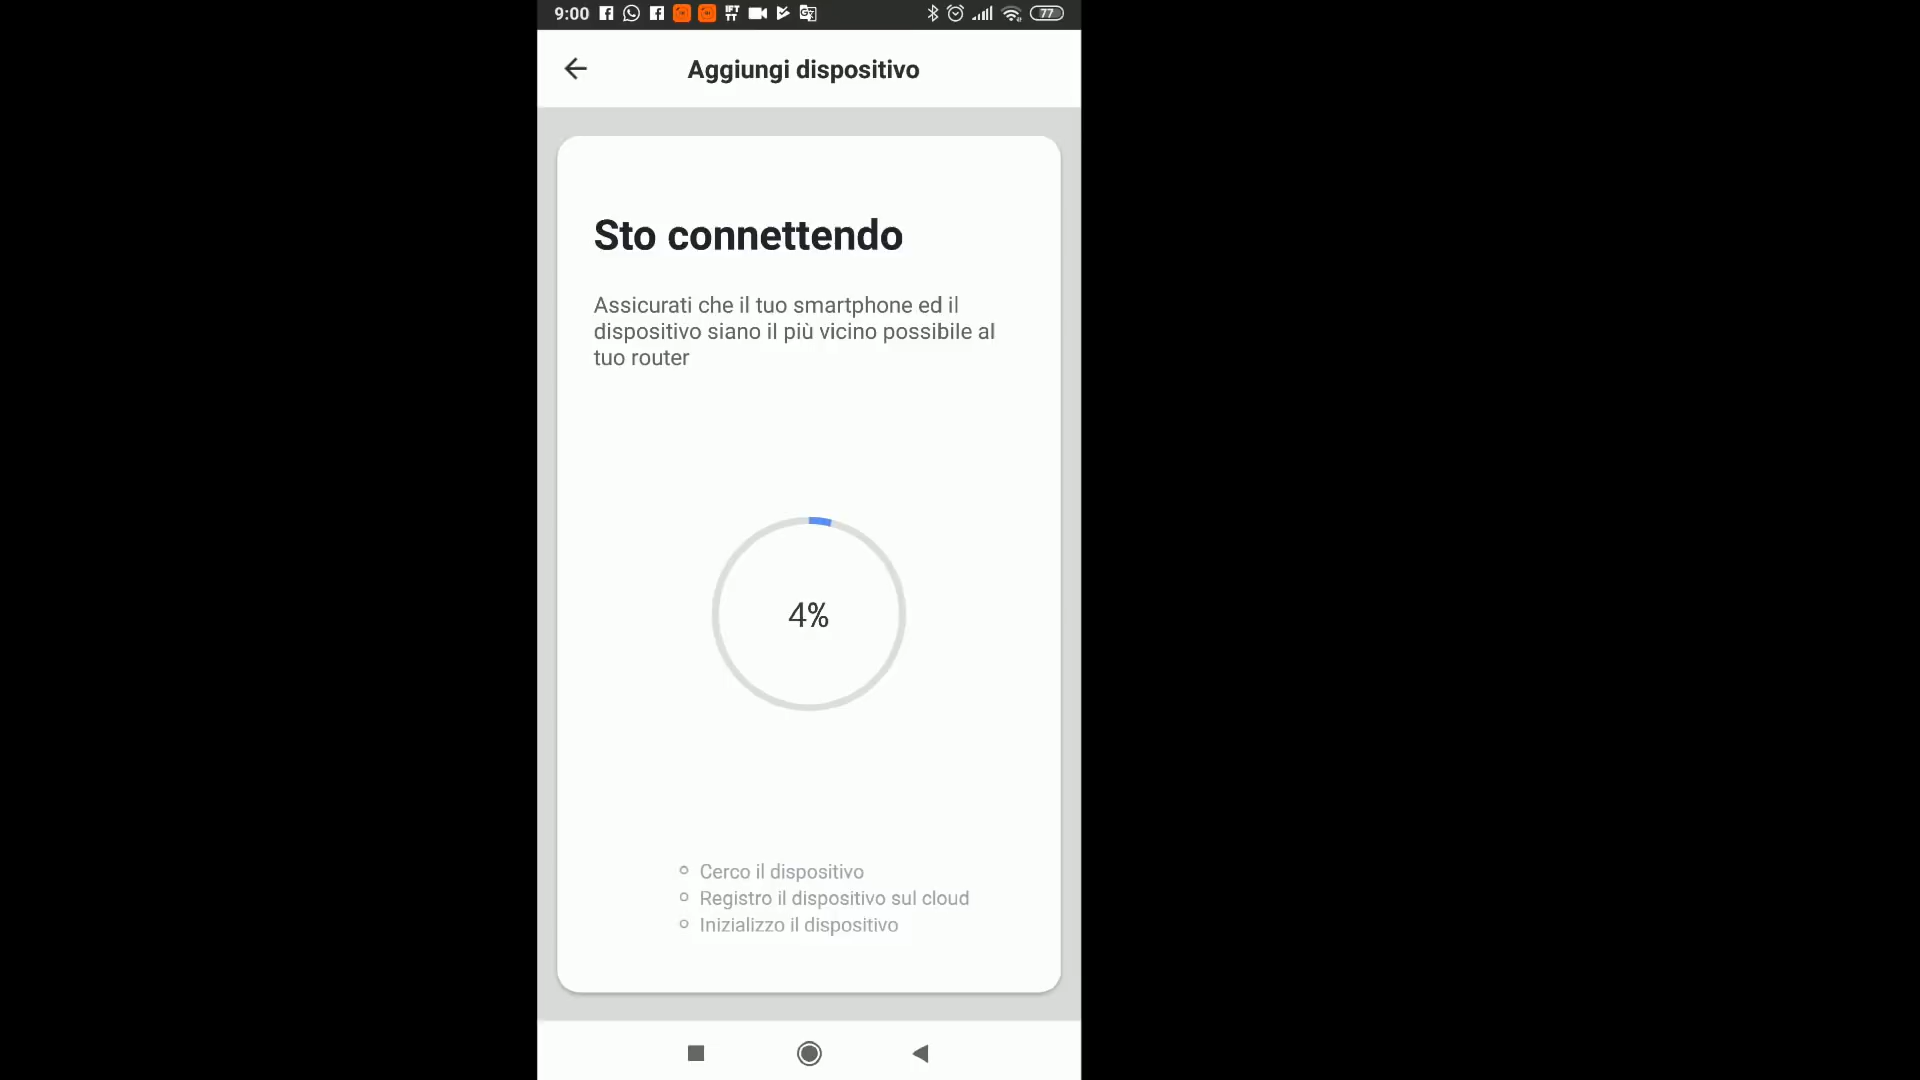 9:00
77
Aggiungi dispositivo
Sto connettendo
Assicurati che il tuo smartphone ed il
dispositivo siano il più vicino possibile al
tuo router
4%
Cerco il dispositivo
Registro il dispositivo sul cloud
Inizializzo il dispositivo